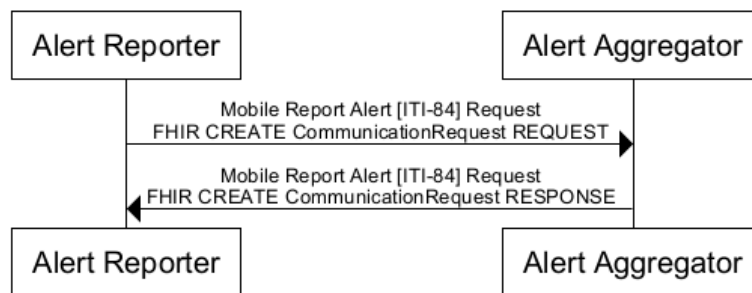 Alert Reporter
Alert Aggregator
Mobile Report Alert [ITI-84] Request
FHIR CREATE CommunicationRequest REQUEST
Mobile Report Alert [ITI-84] Request
FHIR CREATE CommunicationRequest RESPONSE
Alert Reporter
Alert Aggregator